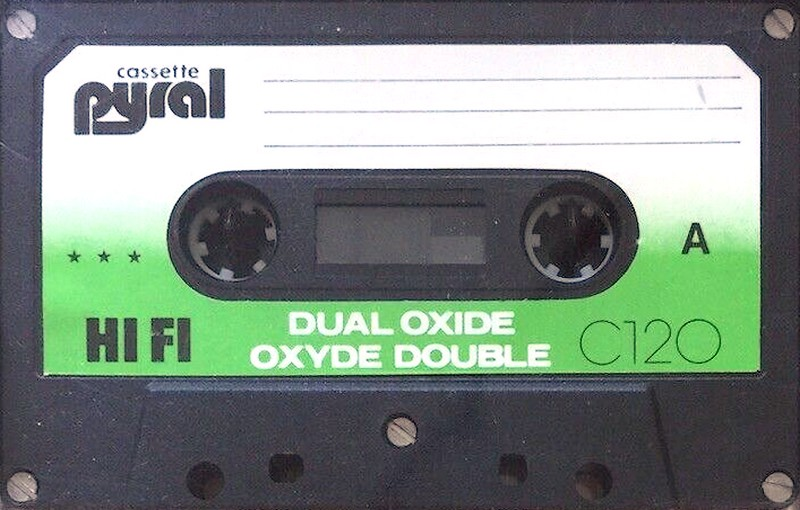 cassette
pyral
A
★ ★ ★
HI FI
DUAL OXIDE
OXYDE DOUBLE
C120